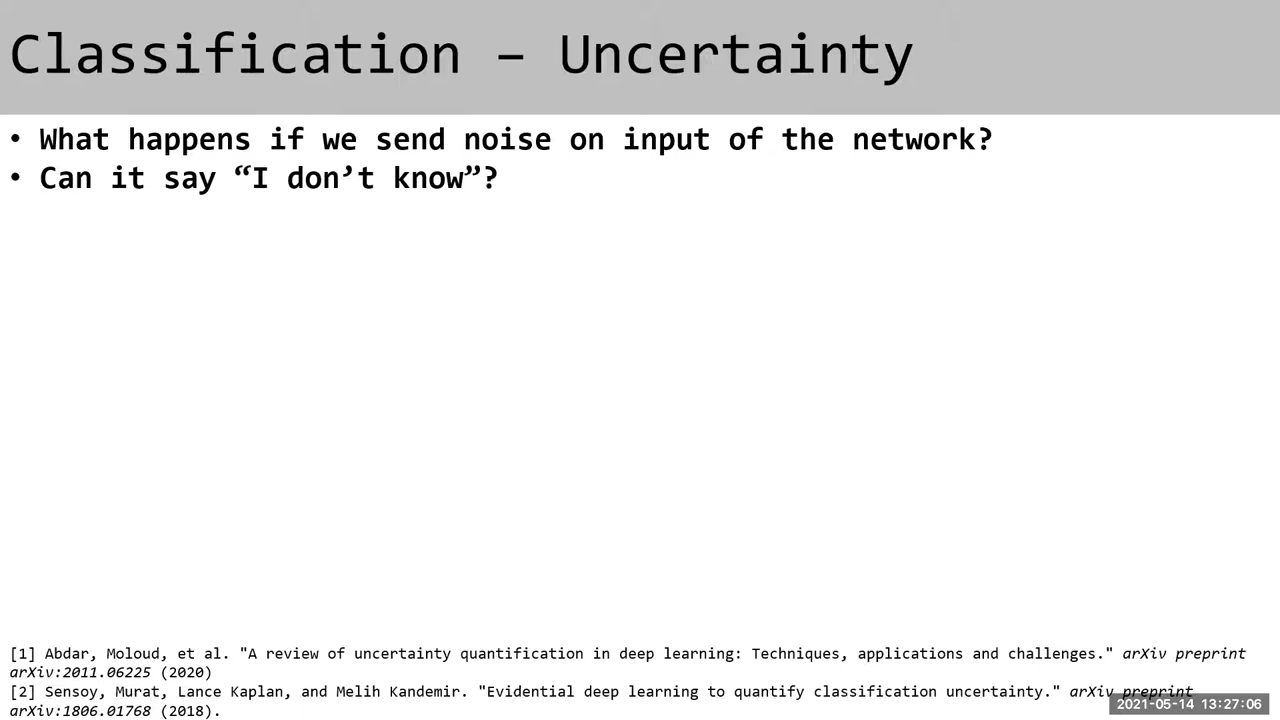 Classification – Uncertainty
• What happens if we send noise on input of the network?
• Can it say “I don’t know”?
[1] Abdar, Moloud, et al. "A review of uncertainty quantification in deep learning: Techniques, applications and challenges." arXiv preprint
arXiv:2011.06225 (2020)
[2] Sensoy, Murat, Lance Kaplan, and Melih Kandemir. "Evidential deep learning to quantify classification uncertainty." arXiv preprint
arXiv:1806.01768 (2018).
2021-05-14 13:27:06